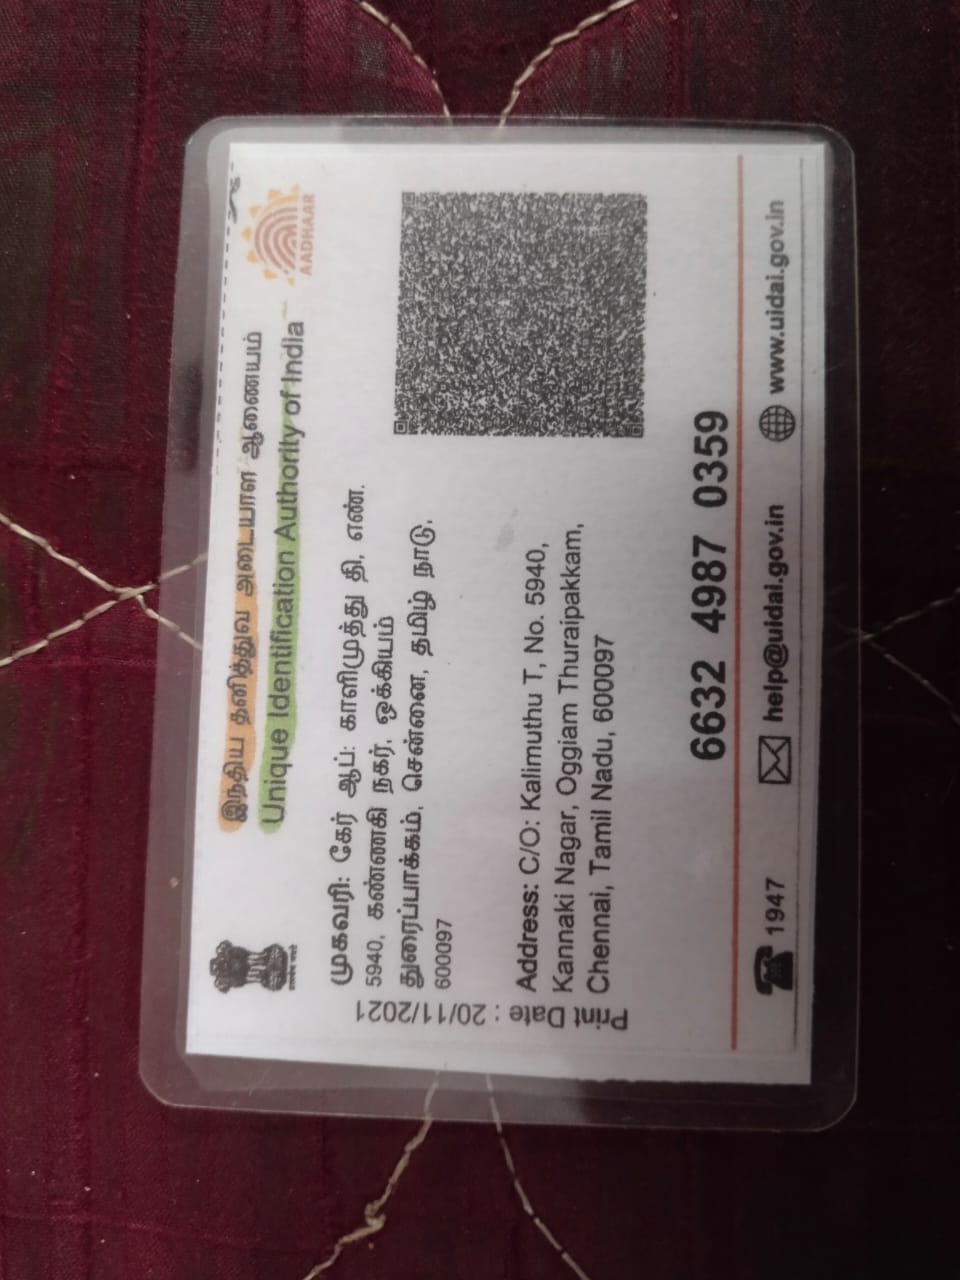 இந்திய தனித்துவ அடையாள ஆணையம்
Unique Identification Authority of India
AADHAAR
முகவரி: கேர் ஆப்: காளிமுத்து தி, எண்.
5940, கண்ணகி நகர், ஒக்கியம்
துரைப்பாக்கம், சென்னை, தமிழ் நாடு,
600097
Address: C/O: Kalimuthu T, No. 5940,
Kannaki Nagar, Oggiam Thuraipakkam,
Chennai, Tamil Nadu, 600097
Print Date : 20/11/2021
6632 4987 0359
1947
help@uidai.gov.in
www.uidai.gov.in